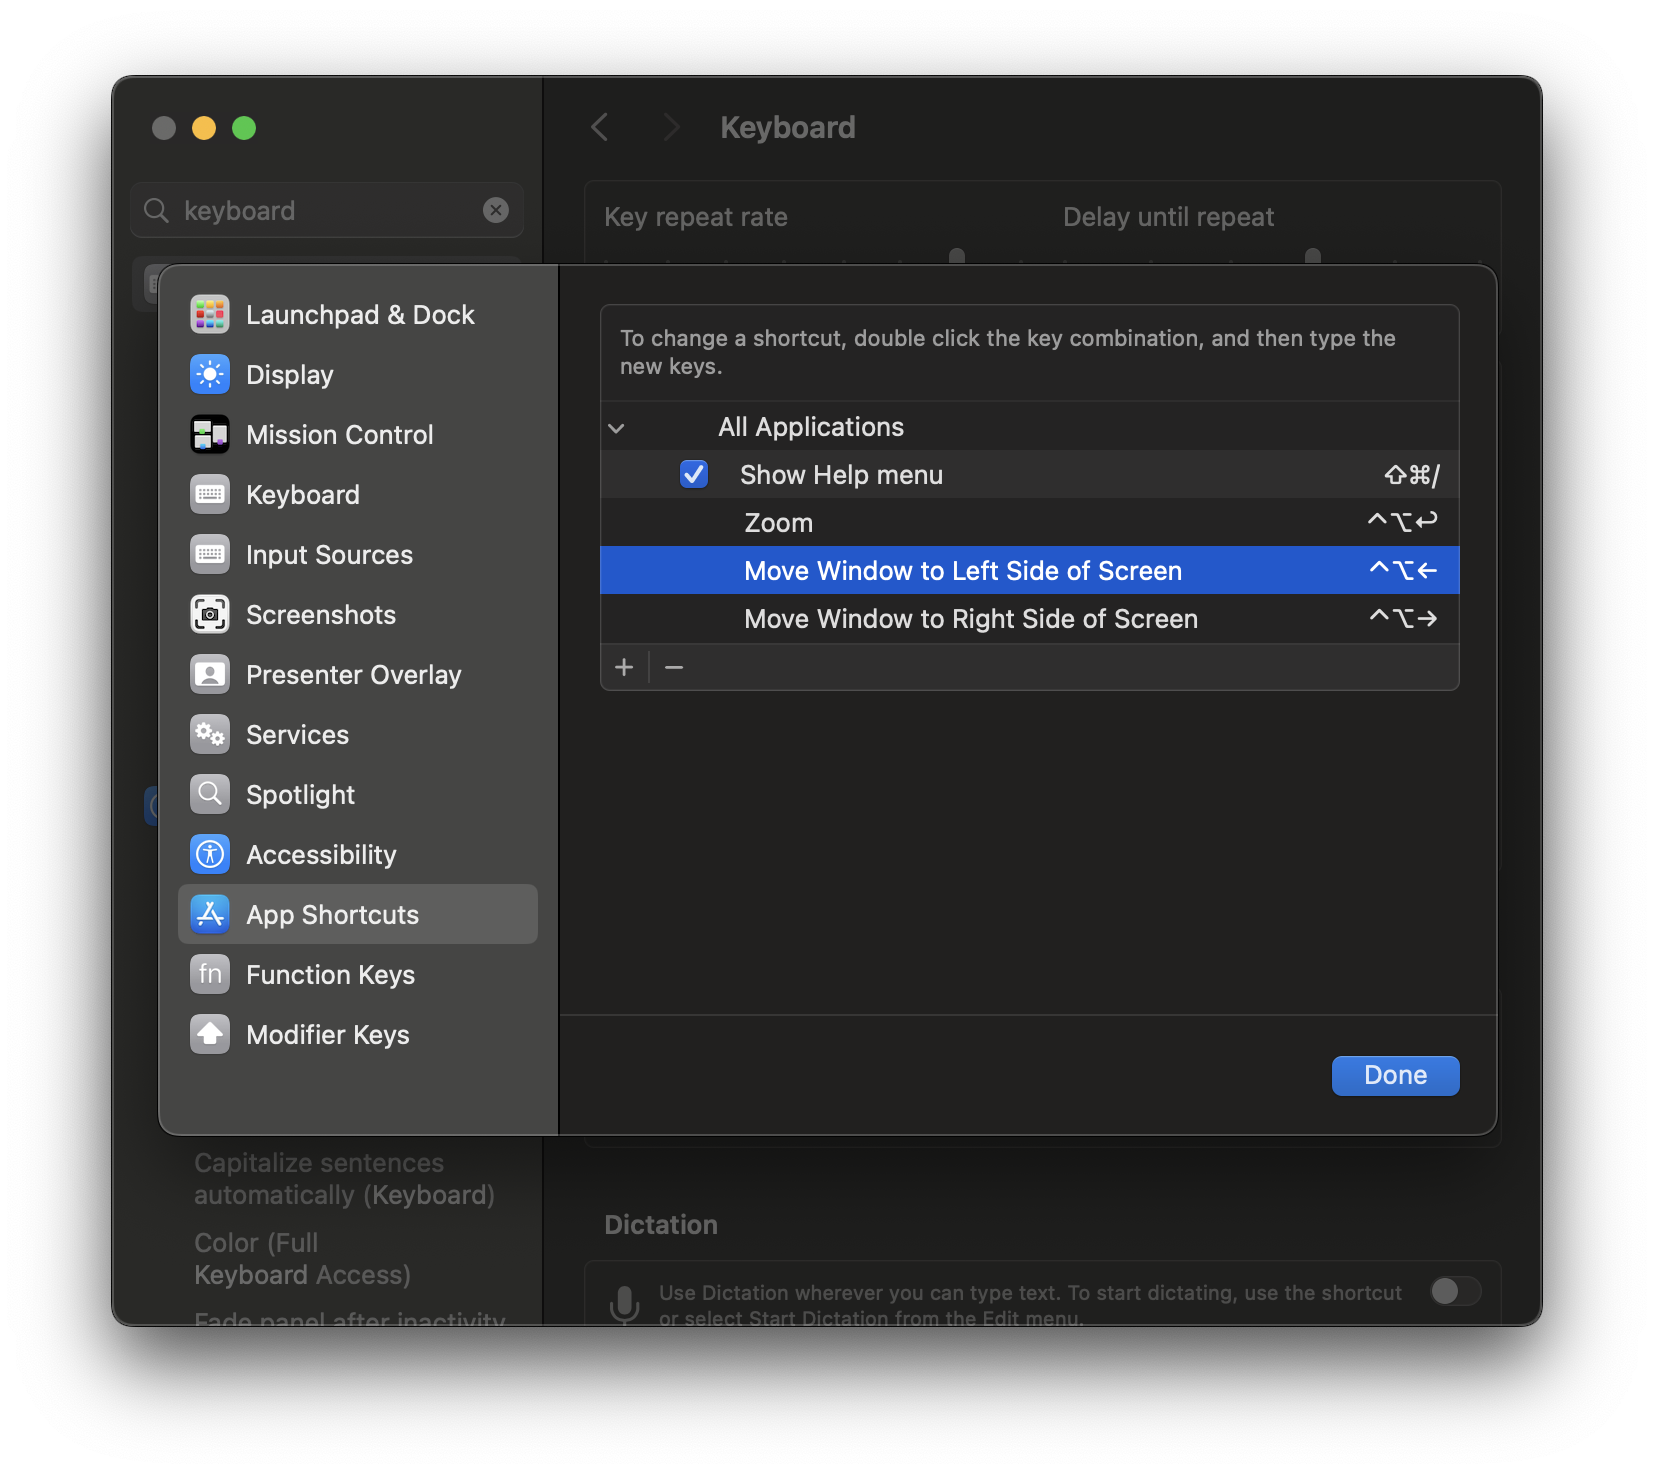 Keyboard
keyboard
Key repeat rate
Delay until repeat
Launchpad & Dock
Display
Mission Control
Keyboard
Input Sources
Screenshots
Presenter Overlay
Services
Spotlight
Accessibility
App Shortcuts
fn Function Keys
Modifier Keys
To change a shortcut, double click the key combination, and then type the
new keys.
All Applications
Show Help menu ⇧⌘/
Zoom ^⌥↩
Move Window to Left Side of Screen ^⌥←
Move Window to Right Side of Screen ^⌥→
+ −
Done
Capitalize sentences
automatically (Keyboard)
Color (Full
Keyboard Access)
Fade panel after inactivity
Dictation
Use Dictation wherever you can type text. To start dictating, use the shortcut
or select Start Dictation from the Edit menu.